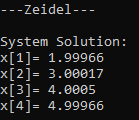 ---Zeidel---
System Solution:
x[1]= 1.99966
x[2]= 3.00017
x[3]= 4.0005
x[4]= 4.99966